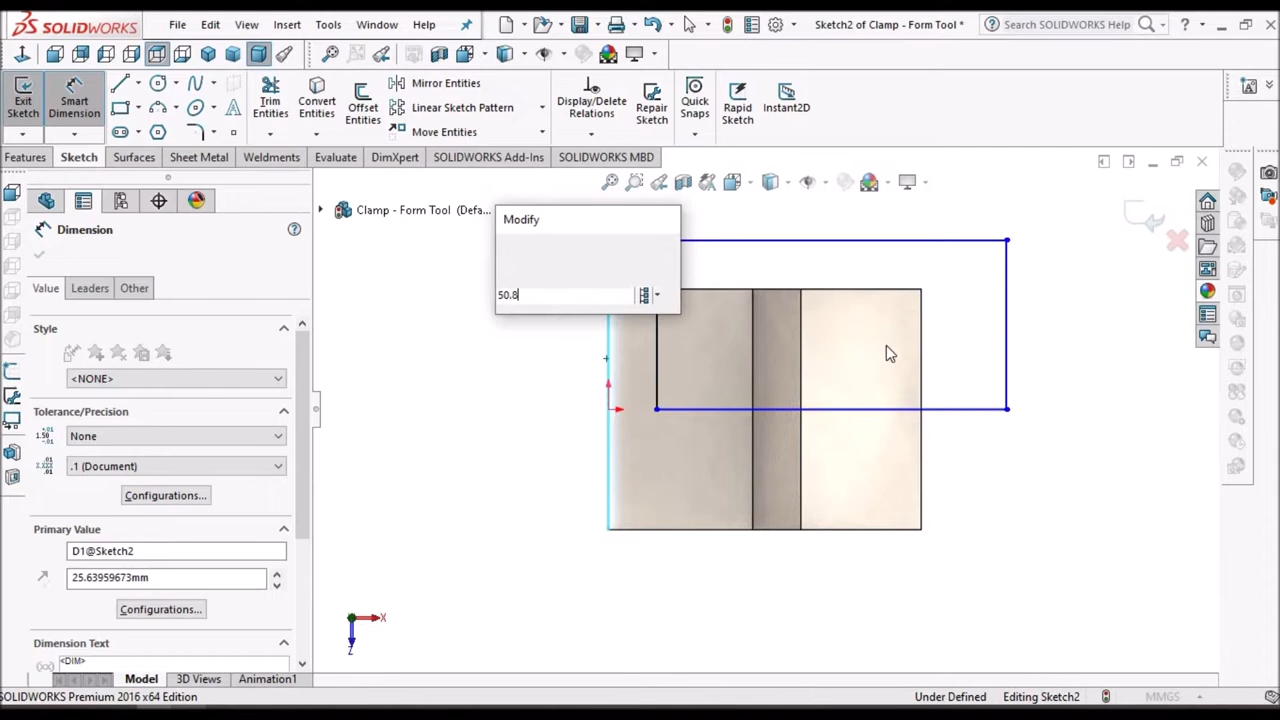 SOLIDWORKS
File
Edit
View
Insert
Tools
Window
Help
Sketch2 of Clamp - Form Tool *
Search SOLIDWORKS Help
?
Exit Sketch
Smart Dimension
Trim Entities
Convert Entities
Offset Entities
Mirror Entities
Linear Sketch Pattern
Move Entities
Display/Delete Relations
Repair Sketch
Quick Snaps
Rapid Sketch
Instant2D
Features
Sketch
Surfaces
Sheet Metal
Weldments
Evaluate
DimXpert
SOLIDWORKS Add-Ins
SOLIDWORKS MBD
Clamp - Form Tool (Defa...
Dimension
Value
Leaders
Other
Style
<NONE>
Tolerance/Precision
None
.1 (Document)
Configurations...
Primary Value
D1@Sketch2
25.63959673mm
Configurations...
Dimension Text
<DIM>
Modify
50.8
X
Z
Model
3D Views
Animation1
SOLIDWORKS Premium 2016 x64 Edition
Under Defined
Editing Sketch2
MMGS